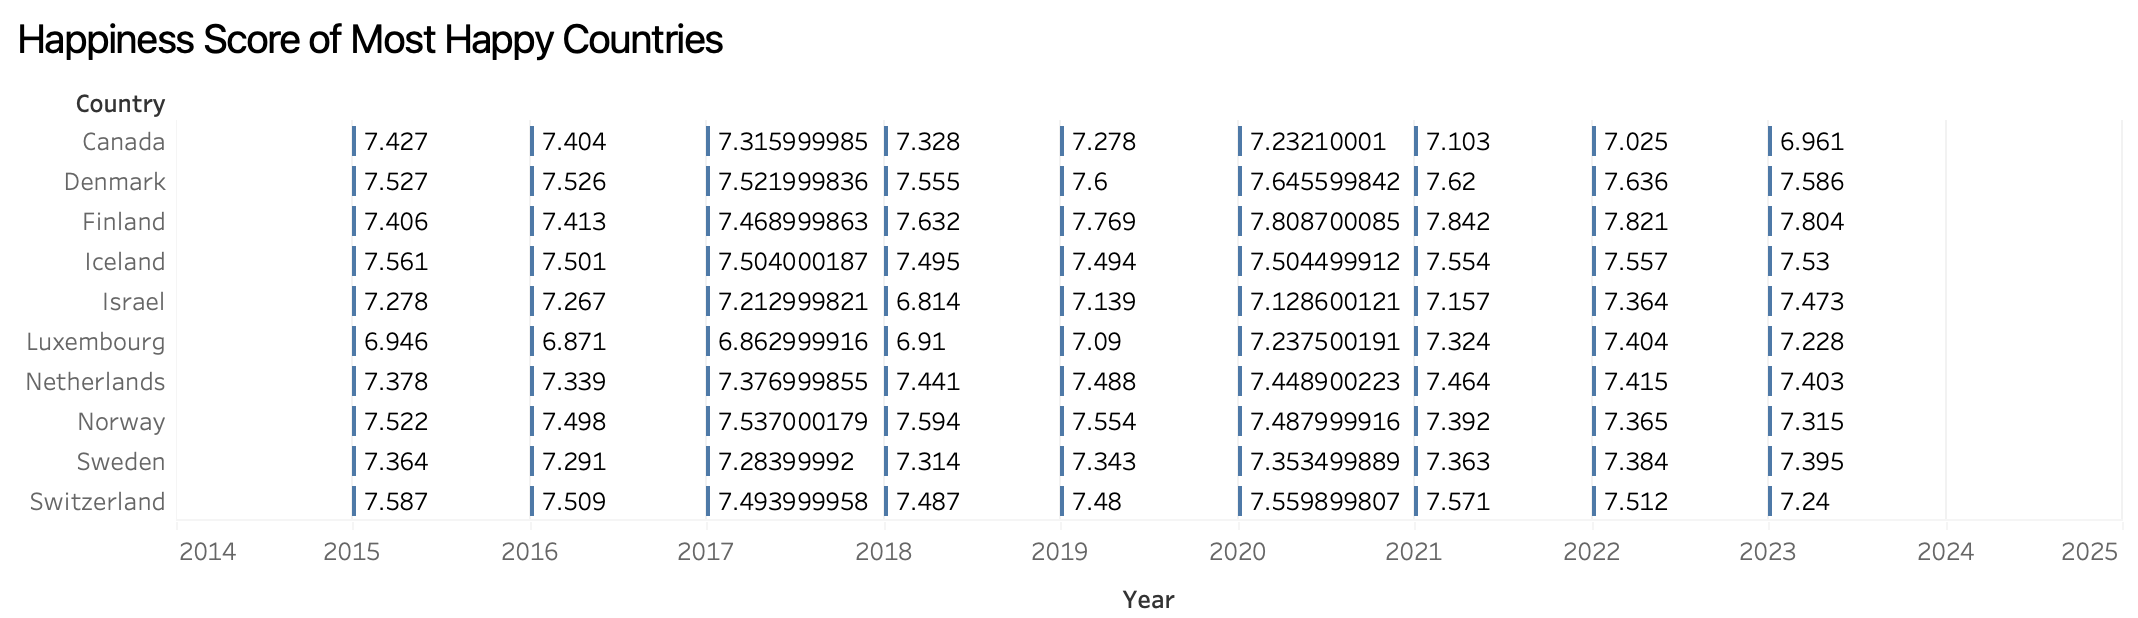 Happiness Score of Most Happy Countries
Country
Canada 7.427 7.404 7.315999985 7.328 7.278 7.23210001 7.103 7.025 6.961
Denmark 7.527 7.526 7.521999836 7.555 7.6 7.645599842 7.62 7.636 7.586
Finland 7.406 7.413 7.468999863 7.632 7.769 7.808700085 7.842 7.821 7.804
Iceland 7.561 7.501 7.504000187 7.495 7.494 7.504499912 7.554 7.557 7.53
Israel 7.278 7.267 7.212999821 6.814 7.139 7.128600121 7.157 7.364 7.473
Luxembourg 6.946 6.871 6.862999916 6.91 7.09 7.237500191 7.324 7.404 7.228
Netherlands 7.378 7.339 7.376999855 7.441 7.488 7.448900223 7.464 7.415 7.403
Norway 7.522 7.498 7.537000179 7.594 7.554 7.487999916 7.392 7.365 7.315
Sweden 7.364 7.291 7.28399992 7.314 7.343 7.353499889 7.363 7.384 7.395
Switzerland 7.587 7.509 7.493999958 7.487 7.48 7.559899807 7.571 7.512 7.24
2014 2015 2016 2017 2018 2019 2020 2021 2022 2023 2024 2025
Year